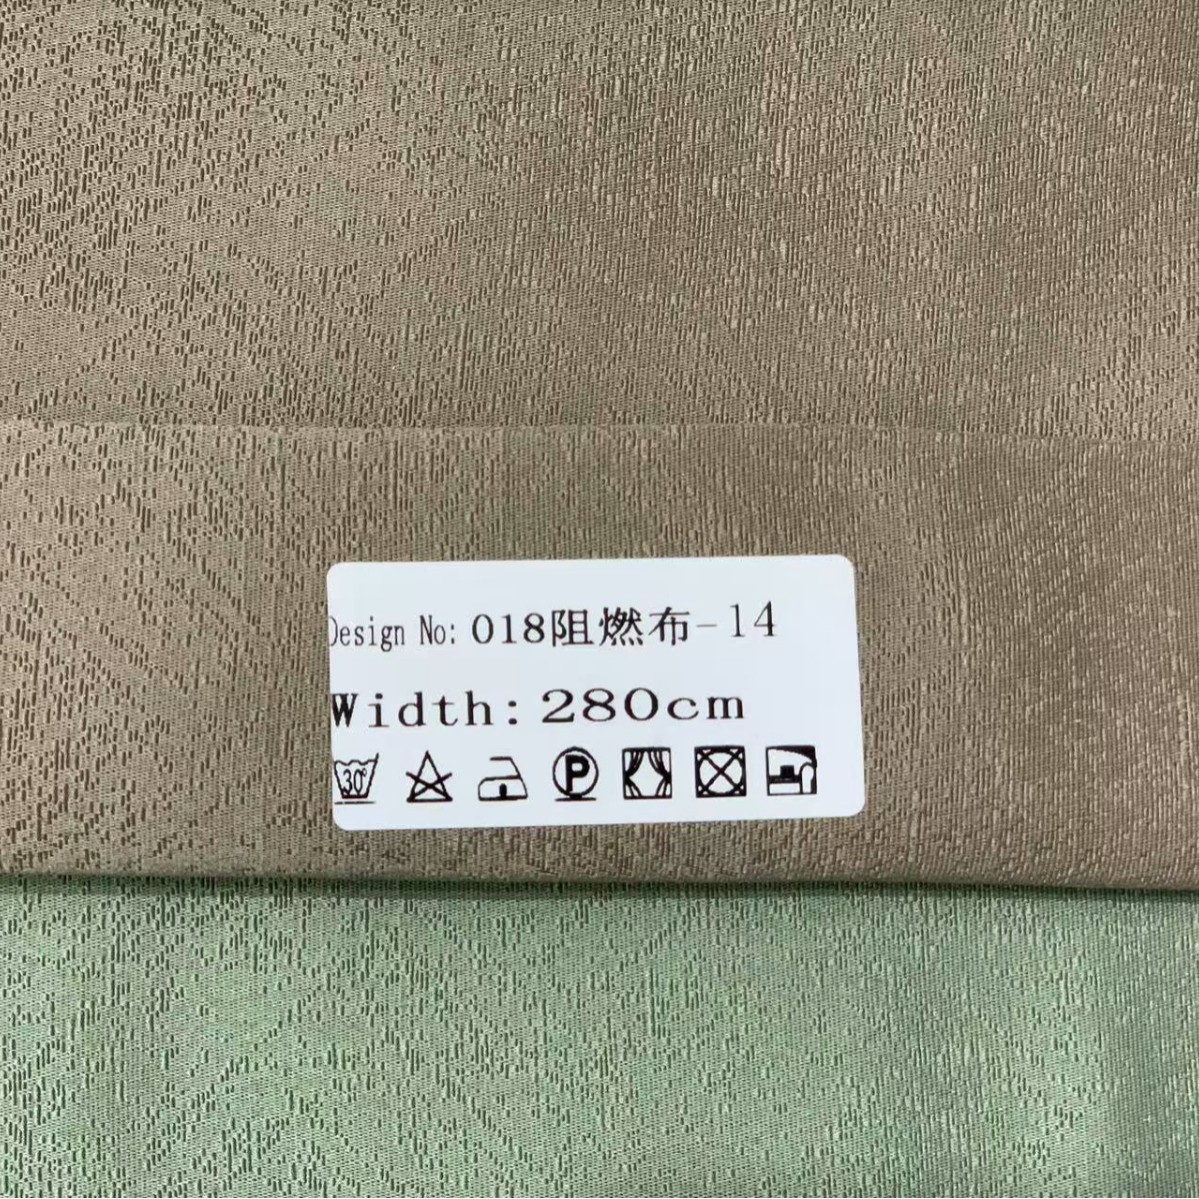 Design No: 018阻燃布-14
Width: 280cm
30° P